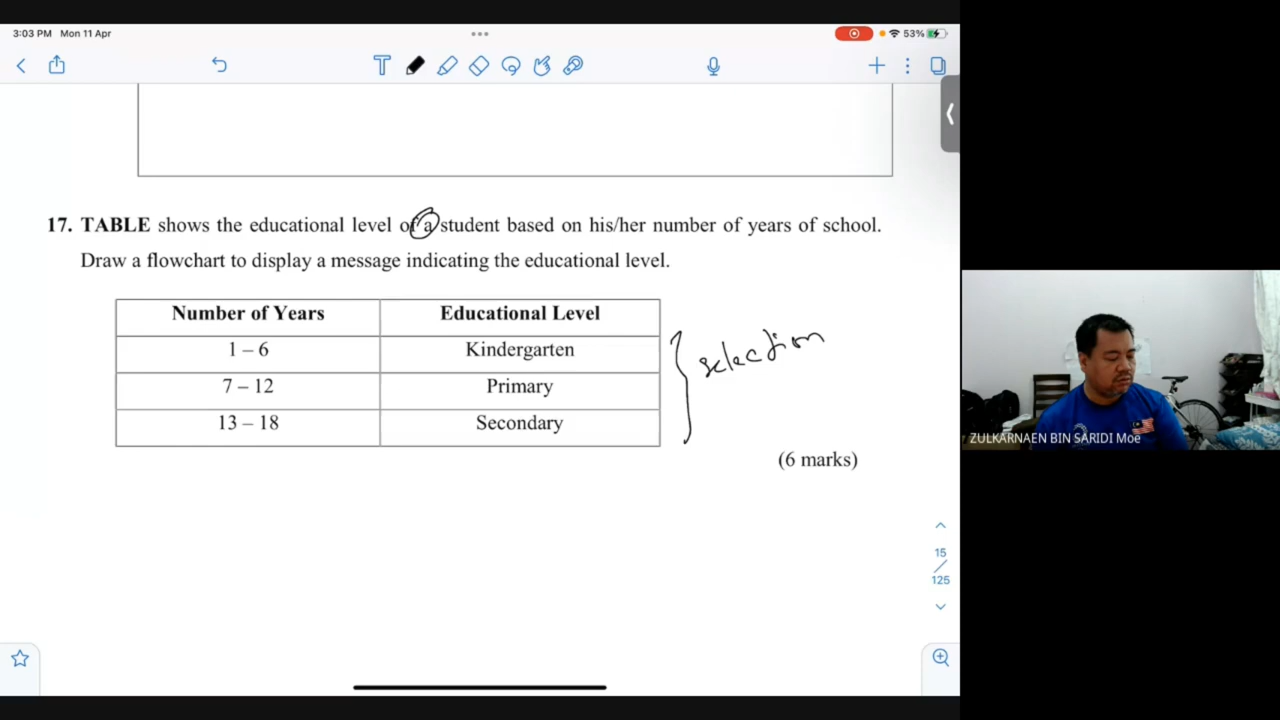 3:03 PM Mon 11 Apr
53%
17. TABLE shows the educational level of a student based on his/her number of years of school.
Draw a flowchart to display a message indicating the educational level.
Number of Years Educational Level
1 – 6 Kindergarten
7 – 12 Primary
13 – 18 Secondary
selection
(6 marks)
ZULKARNAEN BIN SARIDI Moe
15
125